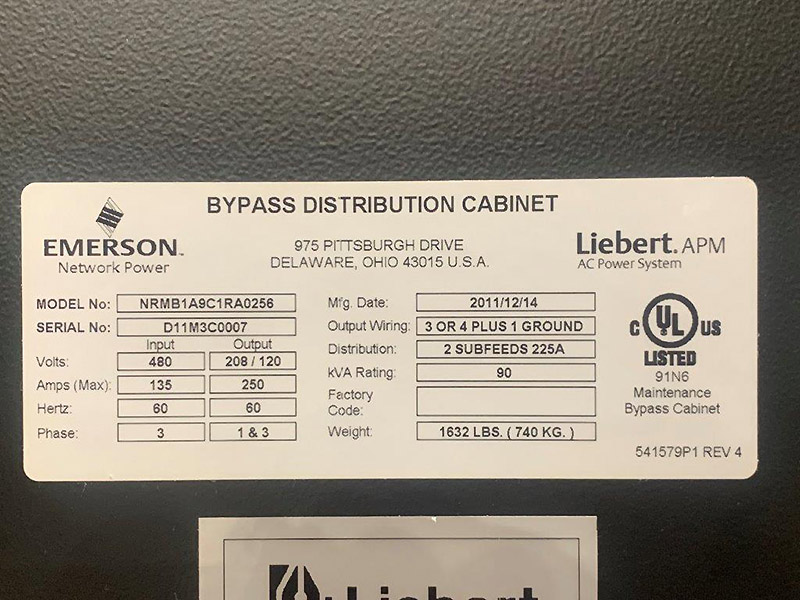 BYPASS DISTRIBUTION CABINET
EMERSON™
Network Power
975 PITTSBURGH DRIVE
DELAWARE, OHIO 43015 U.S.A.
Liebert. APM
AC Power System
MODEL No: NRMB1A9C1RA0256
SERIAL No: D11M3C0007
Input Output
Volts: 480 208 / 120
Amps (Max): 135 250
Hertz: 60 60
Phase: 3 1 & 3
Mfg. Date: 2011/12/14
Output Wiring: 3 OR 4 PLUS 1 GROUND
Distribution: 2 SUBFEEDS 225A
kVA Rating: 90
Factory
Code:
Weight: 1632 LBS. ( 740 KG. )
C UL US
LISTED
91N6
Maintenance
Bypass Cabinet
541579P1 REV 4
Liebert